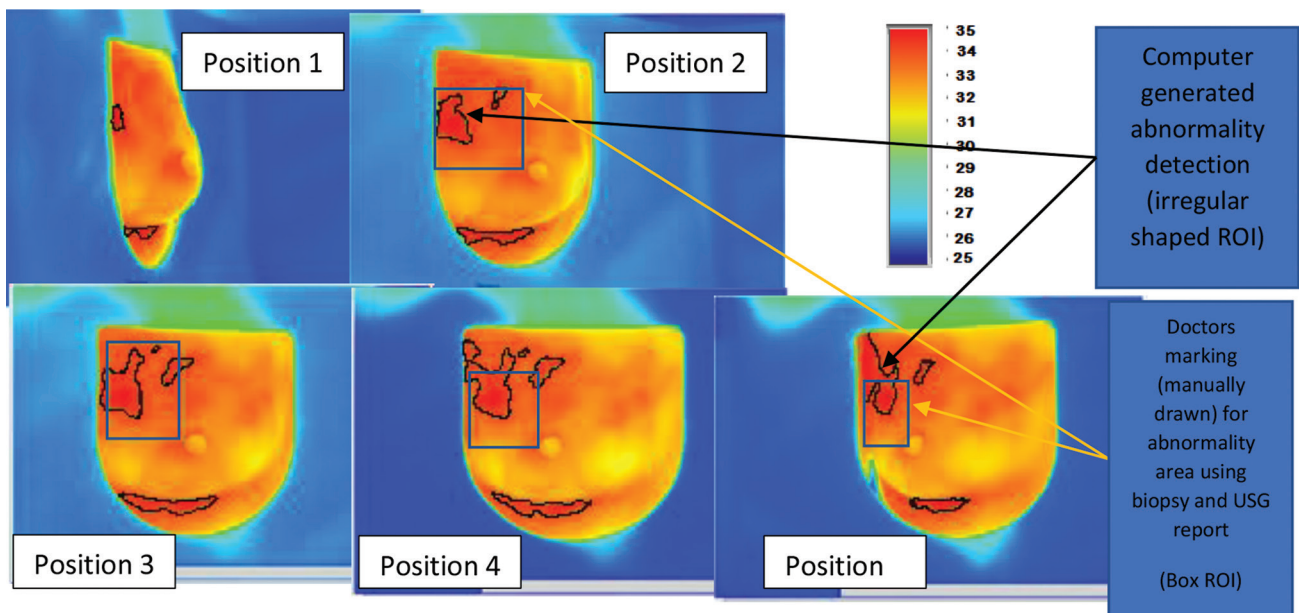 Position 1
Position 2
35
34
33
32
31
30
29
28
27
26
25
Computer
generated
abnormality
detection
(irregular
shaped ROI)
Position 3
Position 4
Position
Doctors
marking
(manually
drawn) for
abnormality
area using
biopsy and USG
report
(Box ROI)